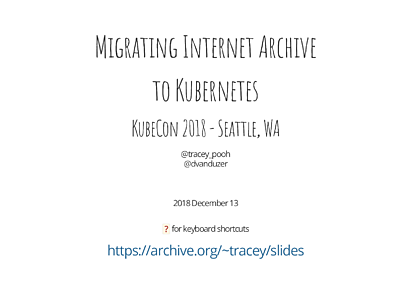 Migrating Internet Archive
to Kubernetes
KubeCon 2018 - Seattle, WA
@tracey_pooh
@dvanduzer
2018 December 13
? for keyboard shortcuts
https://archive.org/~tracey/slides